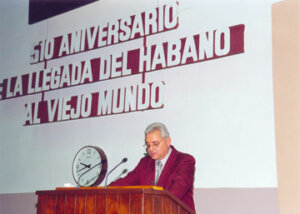 510 ANIVERSARIO
E LA LLEGADA DEL HABANO
AL VIEJO MUNDO